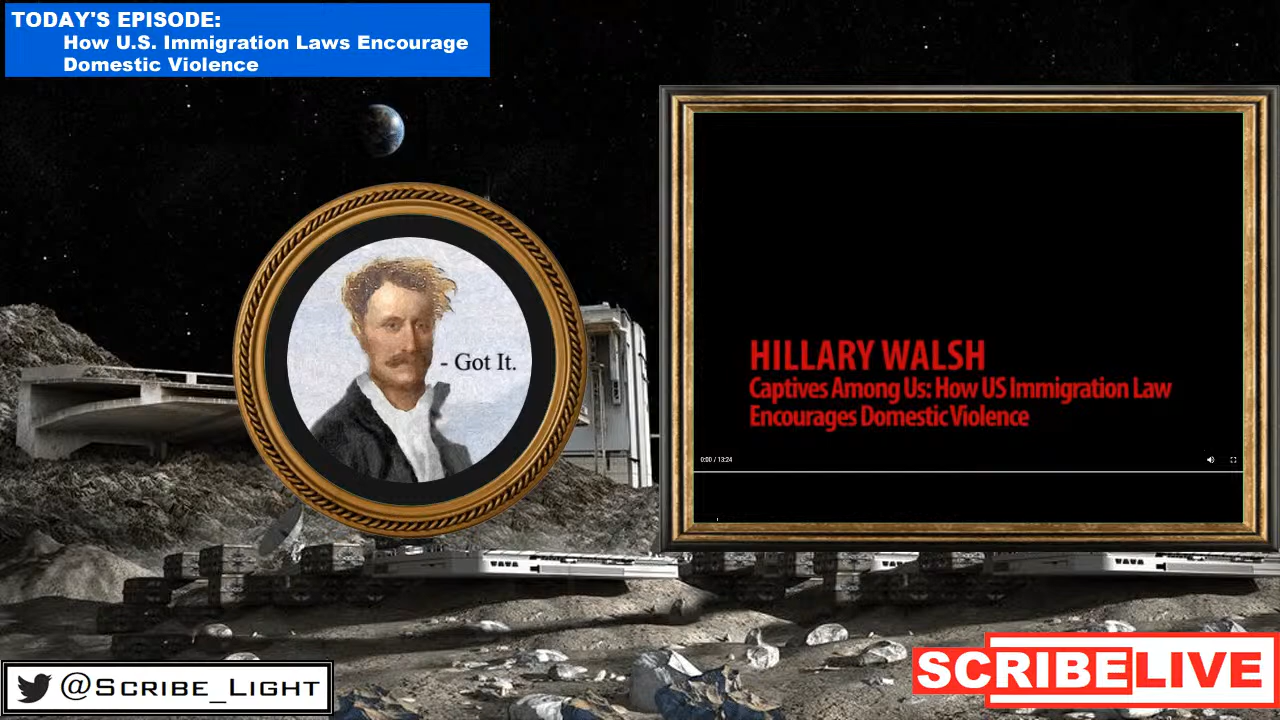 TODAY'S EPISODE:
How U.S. Immigration Laws Encourage
Domestic Violence
- Got It.
HILLARY WALSH
Captives Among Us: How US Immigration Law
Encourages Domestic Violence
0:00 / 13:24
@SCRIBE_LIGHT
SCRIBELIVE